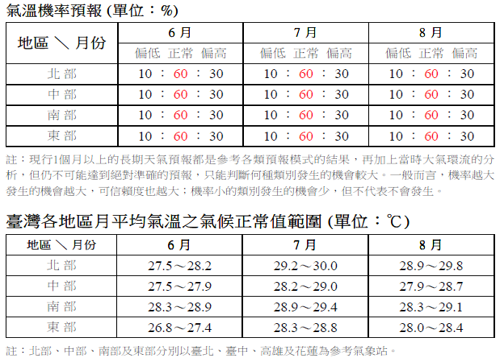 氣溫機率預報(單位：%)
地區 ＼ 月份 6 月 7 月 8 月
偏低 正常 偏高 偏低 正常 偏高 偏低 正常 偏高
北 部 10 ： 60 ： 30 10 ： 60 ： 30 10 ： 60 ： 30
中 部 10 ： 60 ： 30 10 ： 60 ： 30 10 ： 60 ： 30
南 部 10 ： 60 ： 30 10 ： 60 ： 30 10 ： 60 ： 30
東 部 10 ： 60 ： 30 10 ： 60 ： 30 10 ： 60 ： 30
註：現行1個月以上的長期天氣預報都是參考各類預報模式的結果，再加上當時大氣環流的分
析，但仍不可能達到絕對準確的預報，只能判斷何種類別發生的機會較大。一般而言，機率越大
發生的機會越大，可信賴度也越大；機率小的類別發生的機會少，但不代表不會發生。
臺灣各地區月平均氣溫之氣候正常值範圍(單位：℃)
地區 ＼ 月份 6 月 7 月 8 月
北 部 27.5～28.2 29.2～30.0 28.9～29.8
中 部 27.5～27.9 28.2～29.0 27.9～28.7
南 部 28.3～28.9 28.9～29.4 28.3～29.1
東 部 26.8～27.4 28.3～28.8 28.0～28.4
註：北部、中部、南部及東部分別以臺北、臺中、高雄及花蓮為參考氣象站。